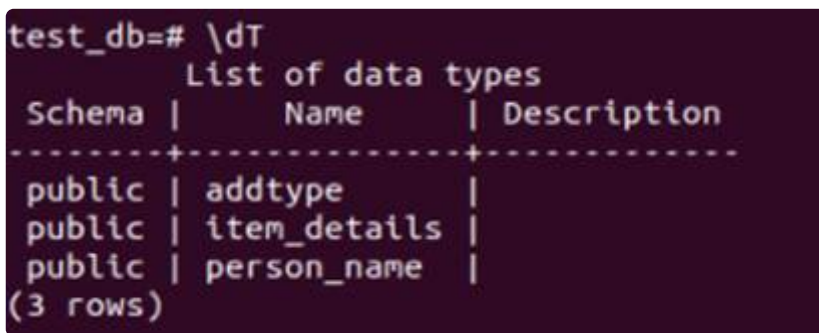 test_db=# \dT
List of data types
Schema | Name | Description
--------+--------------+-------------
public | addtype |
public | item_details |
public | person_name |
(3 rows)